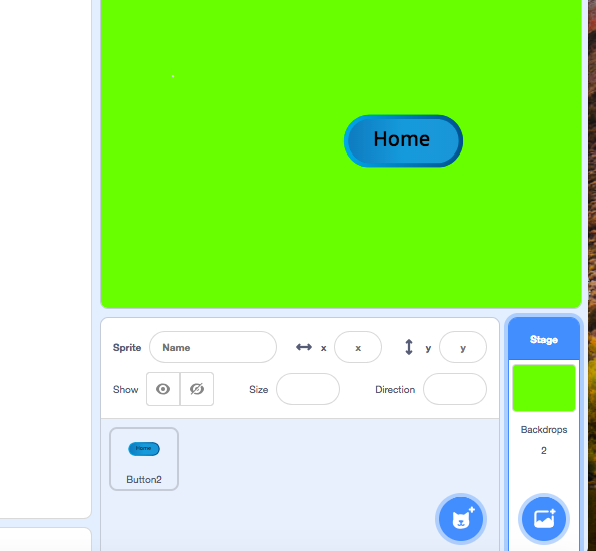 Home
Sprite Name x x y y
Stage
Show Size Direction
Backdrops
2
Home
Button2